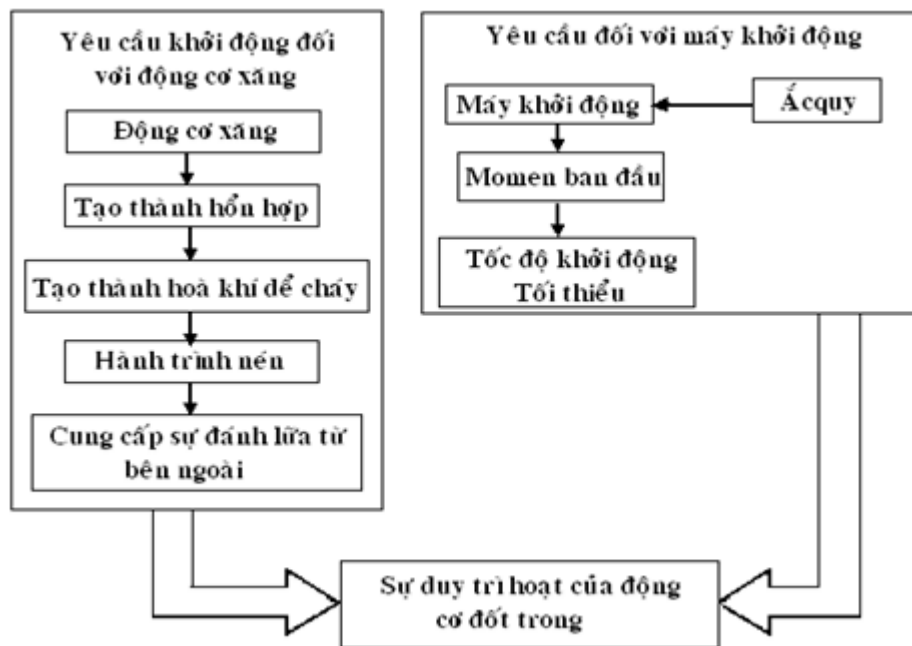 Yêu cầu khởi động đối
với động cơ xăng
Động cơ xăng
Tạo thành hổn hợp
Tạo thành hoà khí dể cháy
Hành trình nén
Cung cấp sự đánh lữa từ
bên ngoài
Yêu cầu đối với máy khởi động
Máy khởi động
Ắcquy
Momen ban đầu
Tốc độ khởi động
Tối thiểu
Sự duy trì hoạt của động
cơ đốt trong